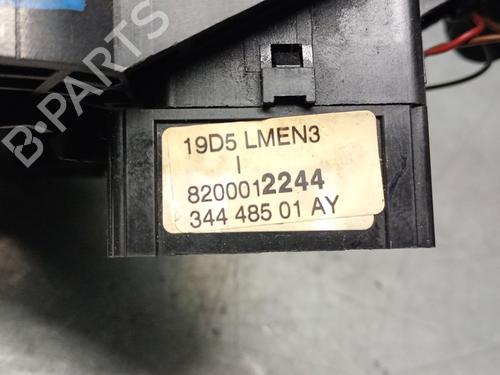 B-PARTS
19D5 LMEN3
I
8200012244
344 485 01 AY